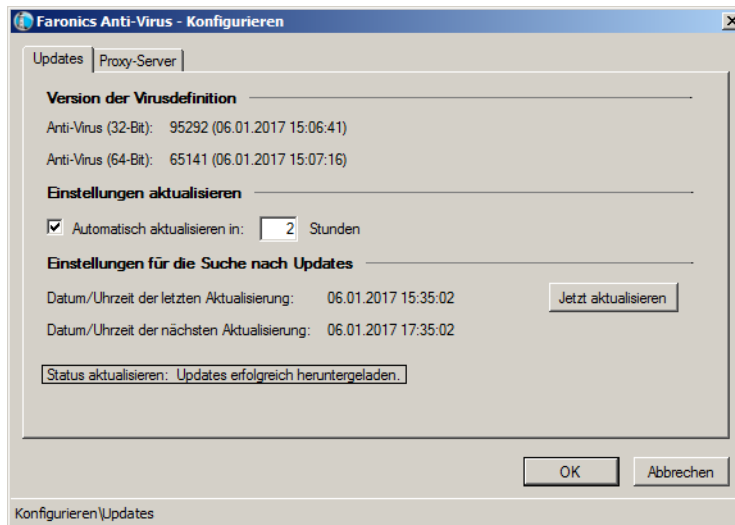 Faronics Anti-Virus - Konfigurieren
Updates Proxy-Server
Version der Virusdefinition
Anti-Virus (32-Bit): 95292 (06.01.2017 15:06:41)
Anti-Virus (64-Bit): 65141 (06.01.2017 15:07:16)
Einstellungen aktualisieren
Automatisch aktualisieren in: 2 Stunden
Einstellungen für die Suche nach Updates
Datum/Uhrzeit der letzten Aktualisierung: 06.01.2017 15:35:02 Jetzt aktualisieren
Datum/Uhrzeit der nächsten Aktualisierung: 06.01.2017 17:35:02
Status aktualisieren: Updates erfolgreich heruntergeladen.
OK Abbrechen
Konfigurieren\Updates